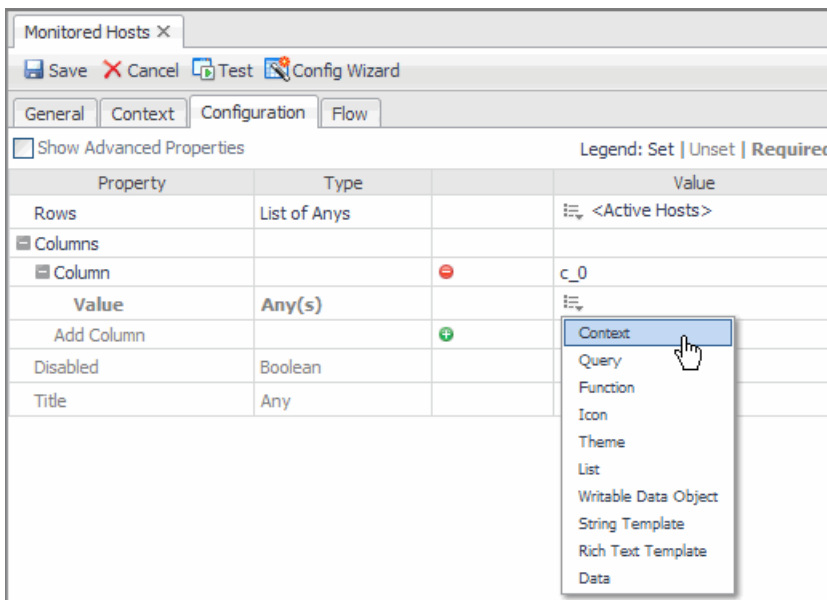 Monitored Hosts
Save Cancel Test Config Wizard
General Context Configuration Flow
Show Advanced Properties Legend: Set | Unset | Required
Property Type Value
Rows List of Anys <Active Hosts>
Columns
Column c_0
Value Any(s)
Add Column
Disabled Boolean
Title Any
Context
Query
Function
Icon
Theme
List
Writable Data Object
String Template
Rich Text Template
Data